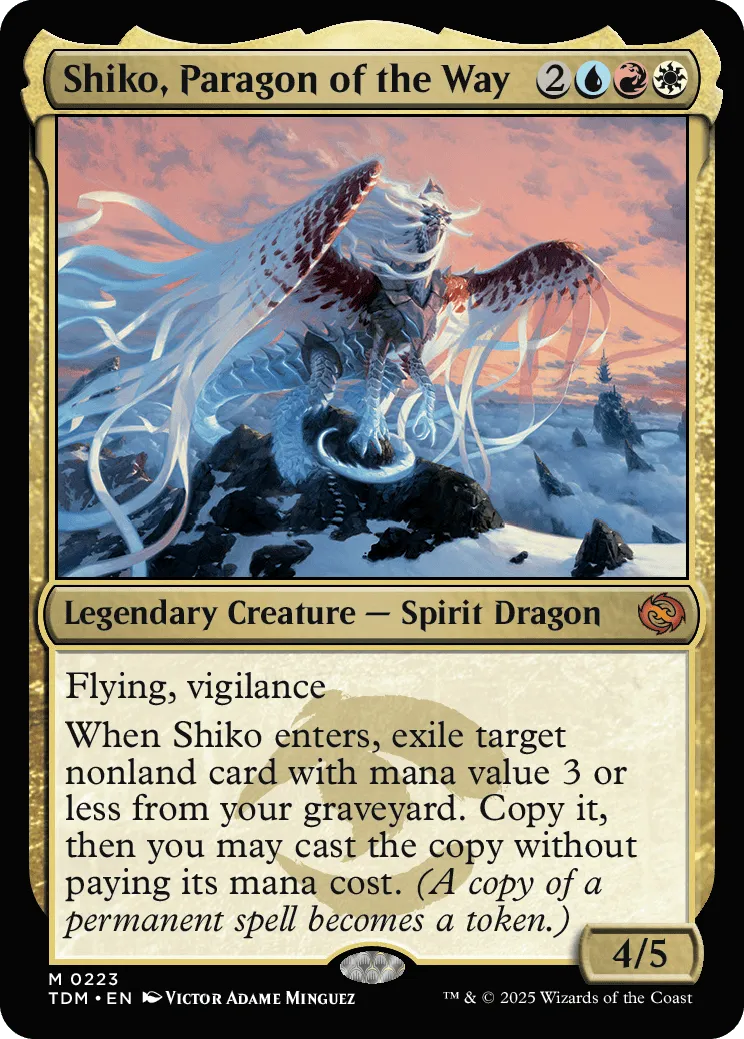 Shiko, Paragon of the Way 2
Legendary Creature — Spirit Dragon
Flying, vigilance
When Shiko enters, exile target
nonland card with mana value 3 or
less from your graveyard. Copy it,
then you may cast the copy without
paying its mana cost. (A copy of a
permanent spell becomes a token.)
4/5
M 0223
TDM • EN Victor Adame Minguez
™ & © 2025 Wizards of the Coast